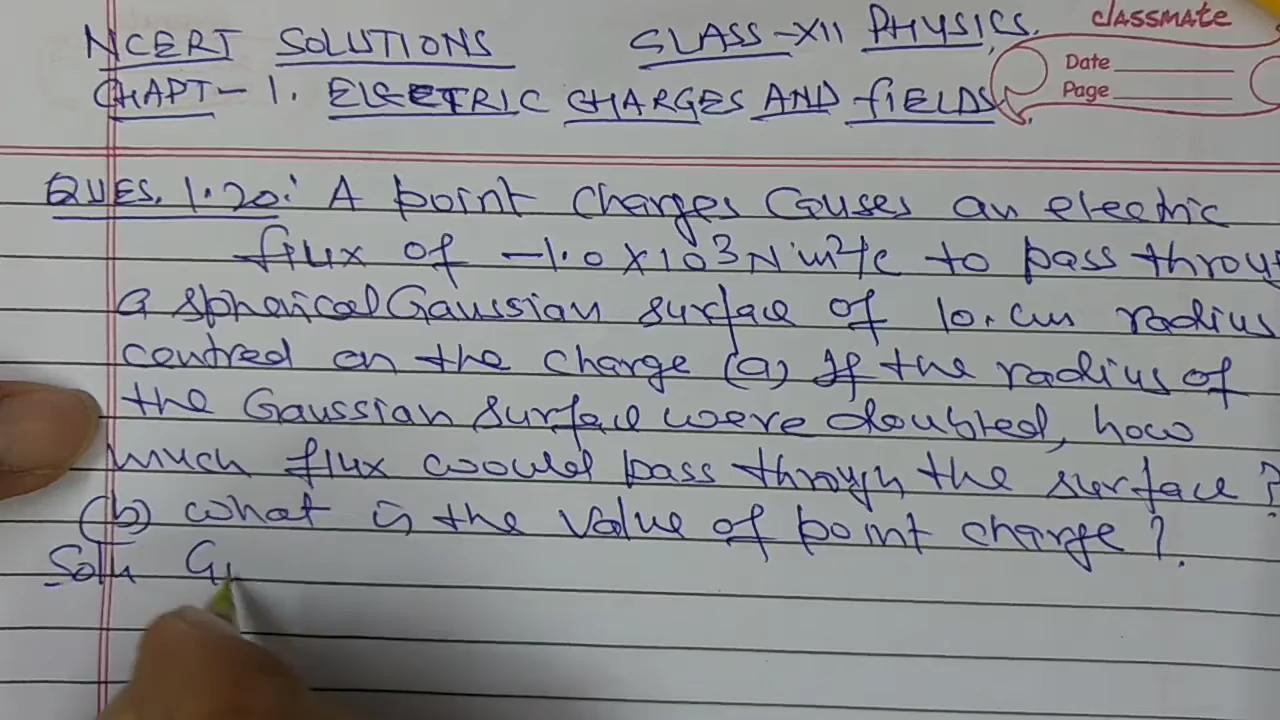 NCERT SOLUTIONS CLASS-XII PHYSICS.
CHAPT-1. ELECTRIC CHARGES AND FIELDS
classmate
Date
Page
QUES. 1.20: A point charges causes an electric
flux of -1.0 X 10³ Nm²/C to pass throu
a spherical Gaussian surface of 10.cm radius
centred on the charge (a) If the radius of
the Gaussian surface were doubled, how
much flux would pass through the surface?
(b) what is the value of point charge?
Soln Gi